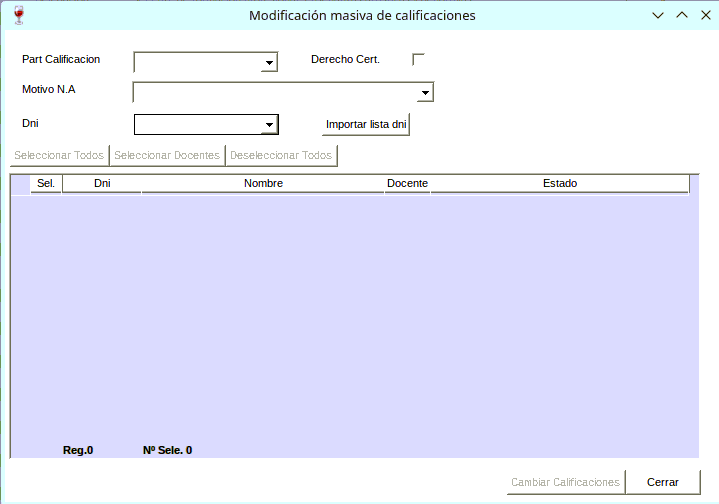 Modificación masiva de calificaciones
Part Calificacion
Derecho Cert.
Motivo N.A
Dni
Importar lista dni
Seleccionar Todos Seleccionar Docentes Deseleccionar Todos
Sel. Dni Nombre Docente Estado
Reg.0 Nº Sele. 0
Cambiar Calificaciones Cerrar